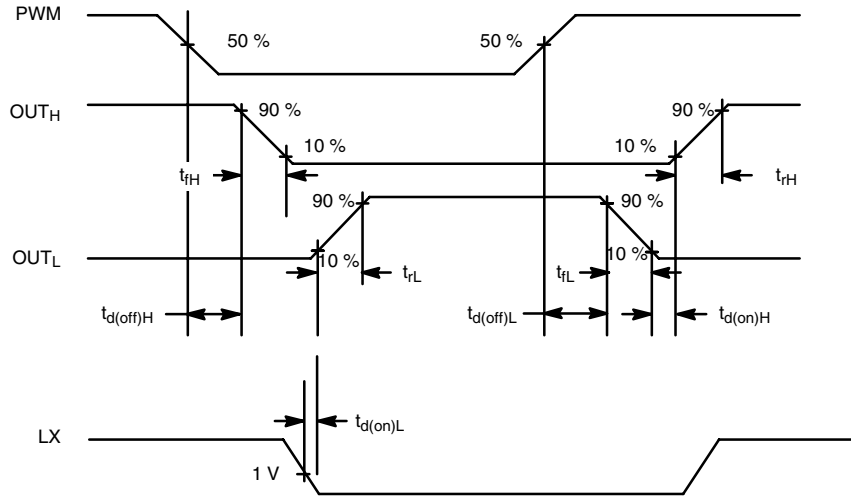 PWM
50 %
50 %
OUTH
90 %
90 %
10 %
10 %
tfH
trH
90 %
90 %
OUTL
10 %
trL
tfL
10 %
td(off)H
td(off)L
td(on)H
td(on)L
LX
1 V